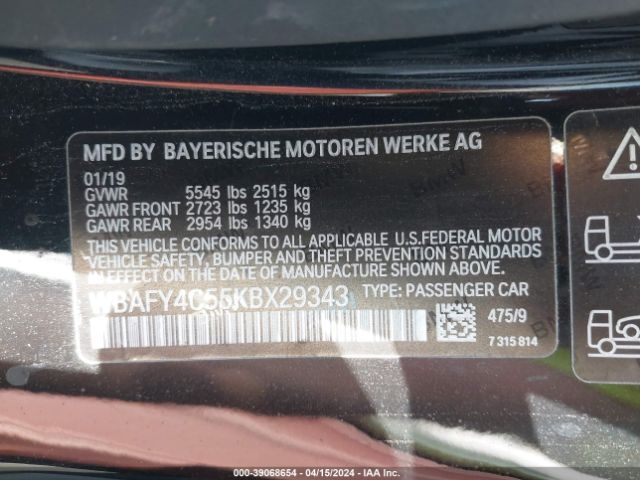 MFD BY BAYERISCHE MOTOREN WERKE AG
01/19
GVWR 5545 lbs 2515 kg
GAWR FRONT 2723 lbs 1235 kg
GAWR REAR 2954 lbs 1340 kg
THIS VEHICLE CONFORMS TO ALL APPLICABLE U.S.FEDERAL MOTOR
VEHICLE SAFETY, BUMPER AND THEFT PREVENTION STANDARDS
IN EFFECT ON THE DATE OF MANUFACTURE SHOWN ABOVE.
WBAFY4C55KBX29343 TYPE: PASSENGER CAR
475/9
7 315 814
000-39068654 - 04/15/2024 - IAA Inc.